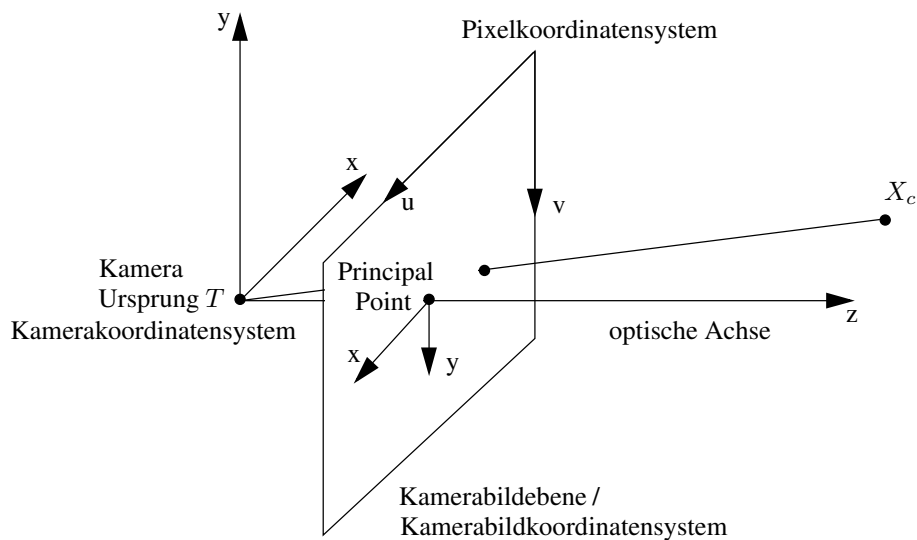 y
Pixelkoordinatensystem
x
u
v
X_c
Kamera
Ursprung T
Kamerakoordinatensystem
Principal
Point
z
optische Achse
x
y
Kamerabildebene /
Kamerabildkoordinatensystem